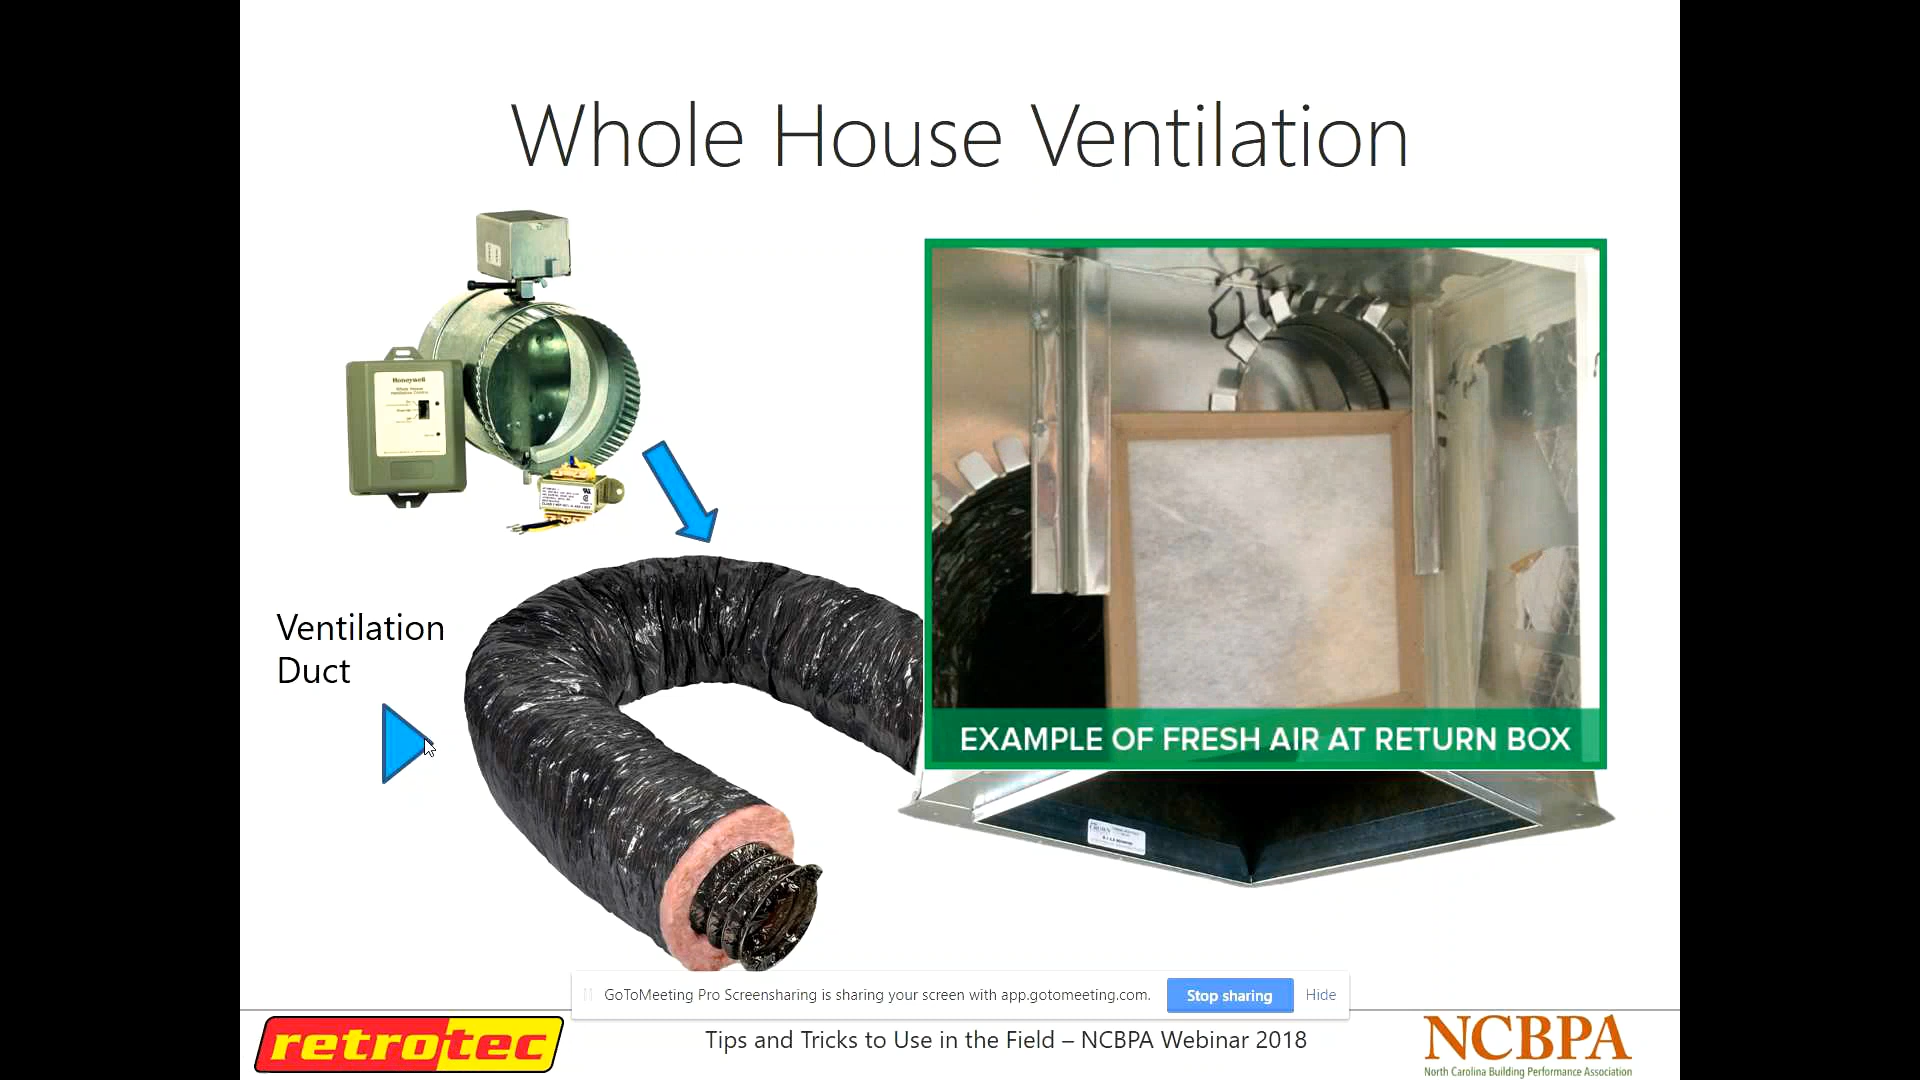 Whole House Ventilation
Honeywell
Ventilation
Duct
EXAMPLE OF FRESH AIR AT RETURN BOX
GoToMeeting Pro Screensharing is sharing your screen with app.gotomeeting.com.
Stop sharing
Hide
retrotec
Tips and Tricks to Use in the Field – NCBPA Webinar 2018
NCBPA
North Carolina Building Performance Association